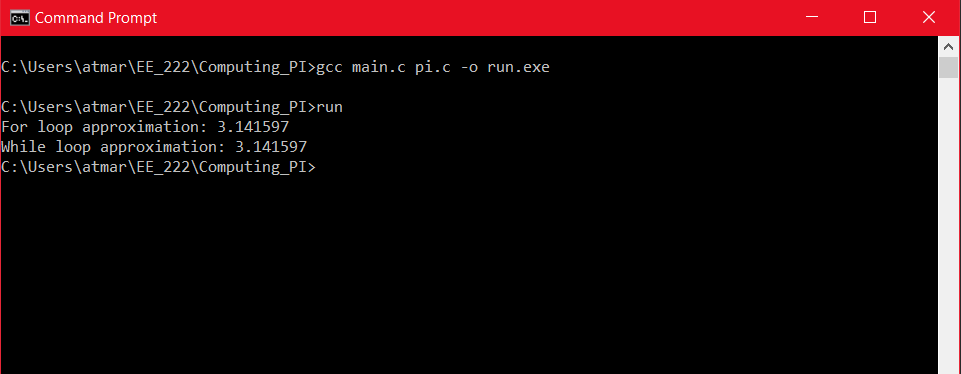 Command Prompt
C:\Users\atmar\EE_222\Computing_PI>gcc main.c pi.c -o run.exe
C:\Users\atmar\EE_222\Computing_PI>run
For loop approximation: 3.141597
While loop approximation: 3.141597
C:\Users\atmar\EE_222\Computing_PI>